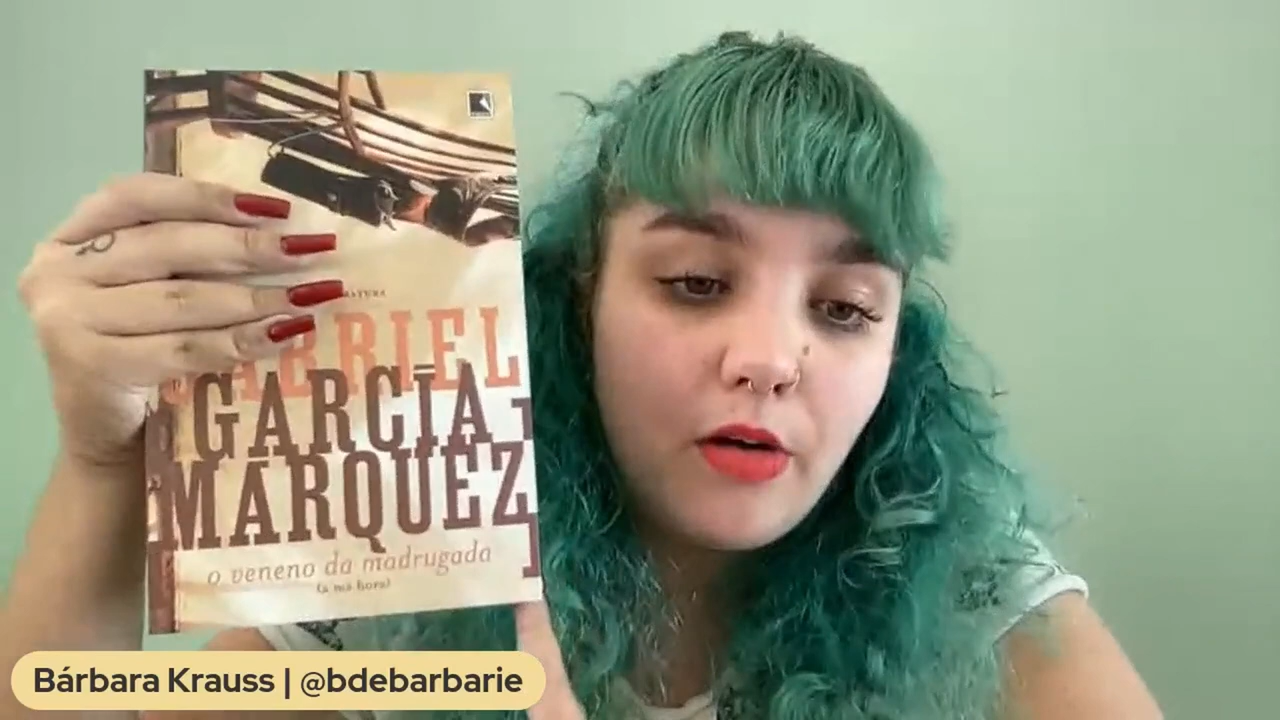 GABRIEL
GARCÍA
MÁRQUEZ
o veneno da madrugada
(a má hora)
Bárbara Krauss | @bdebarbarie